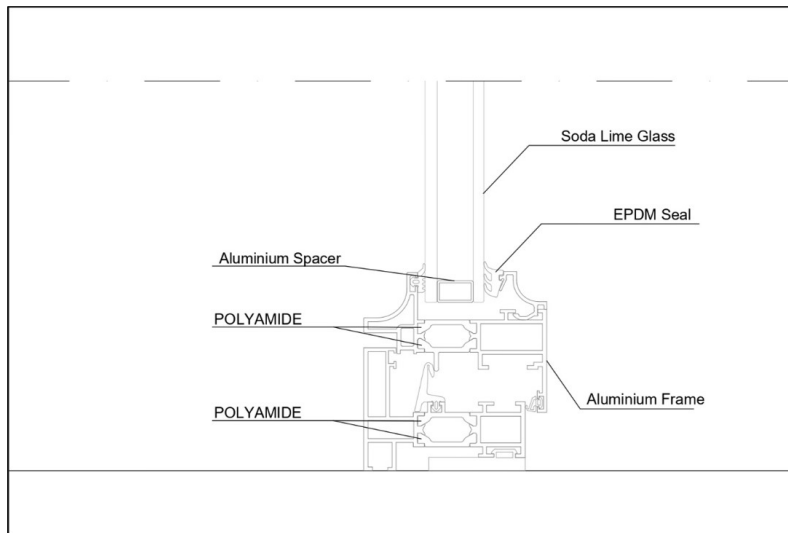 Soda Lime Glass
EPDM Seal
Aluminium Spacer
POLYAMIDE
Aluminium Frame
POLYAMIDE